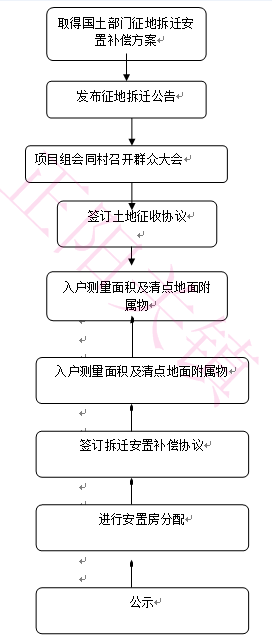 取得国土部门征地拆迁安
置补偿方案
发布征地拆迁公告
项目组会同村召开群众大会
签订土地征收协议
入户测量面积及清点地面附
属物
入户测量面积及清点地面附属物
签订拆迁安置补偿协议
进行安置房分配
公示
正阳关镇